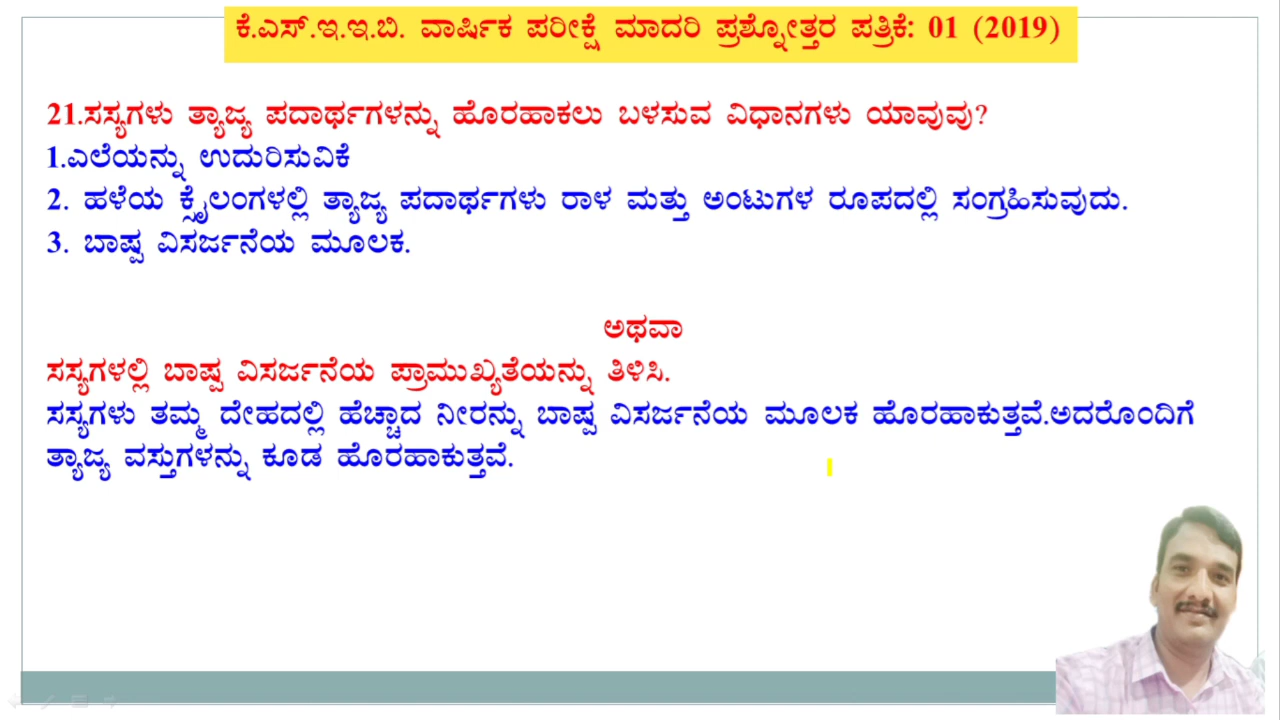 ಕೆ.ಎಸ್.ಇ.ಇ.ಬಿ. ವಾರ್ಷಿಕ ಪರೀಕ್ಷೆ ಮಾದರಿ ಪ್ರಶ್ನೋತ್ತರ ಪತ್ರಿಕೆ: 01 (2019)
21.ಸಸ್ಯಗಳು ತ್ಯಾಜ್ಯ ಪದಾರ್ಥಗಳನ್ನು ಹೊರಹಾಕಲು ಬಳಸುವ ವಿಧಾನಗಳು ಯಾವುವು?
1.ಎಲೆಯನ್ನು ಉದುರಿಸುವಿಕೆ
2. ಹಳೆಯ ಕ್ಸೈಲಂಗಳಲ್ಲಿ ತ್ಯಾಜ್ಯ ಪದಾರ್ಥಗಳು ರಾಳ ಮತ್ತು ಅಂಟುಗಳ ರೂಪದಲ್ಲಿ ಸಂಗ್ರಹಿಸುವುದು.
3. ಬಾಷ್ಪ ವಿಸರ್ಜನೆಯ ಮೂಲಕ.
ಅಥವಾ
ಸಸ್ಯಗಳಲ್ಲಿ ಬಾಷ್ಪ ವಿಸರ್ಜನೆಯ ಪ್ರಾಮುಖ್ಯತೆಯನ್ನು ತಿಳಿಸಿ.
ಸಸ್ಯಗಳು ತಮ್ಮ ದೇಹದಲ್ಲಿ ಹೆಚ್ಚಾದ ನೀರನ್ನು ಬಾಷ್ಪ ವಿಸರ್ಜನೆಯ ಮೂಲಕ ಹೊರಹಾಕುತ್ತವೆ.ಅದರೊಂದಿಗೆ
ತ್ಯಾಜ್ಯ ವಸ್ತುಗಳನ್ನು ಕೂಡ ಹೊರಹಾಕುತ್ತವೆ.